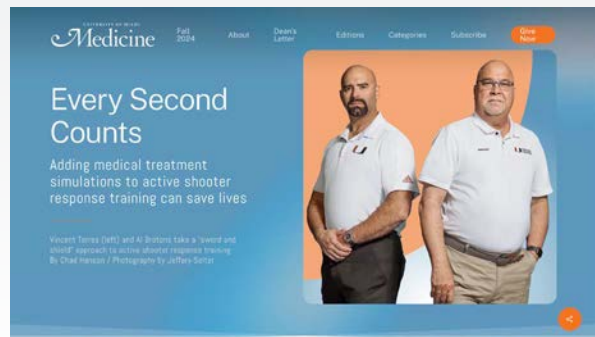 UNIVERSITY OF MIAMI
Medicine
Fall
2024
About
Dean's
Letter
Editions
Categories
Subscribe
Give
Now
Every Second
Counts
Adding medical treatment
simulations to active shooter
response training can save lives
Vincent Torres (left) and Al Brotons take a "sword and
shield" approach to active shooter response training
By Chad Henson / Photography by Jeffery Salter
U
U